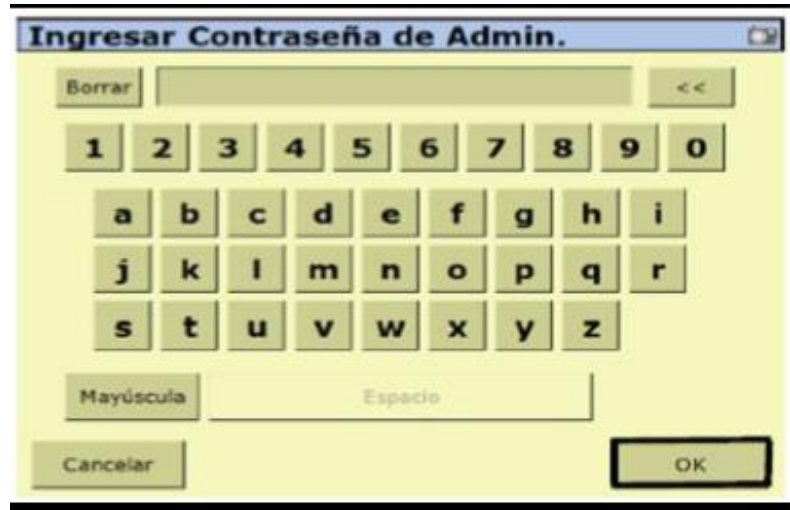 Ingresar Contraseña de Admin.
Borrar <<
1 2 3 4 5 6 7 8 9 0
a b c d e f g h i
j k l m n o p q r
s t u v w x y z
Mayúscula Espacio
Cancelar OK